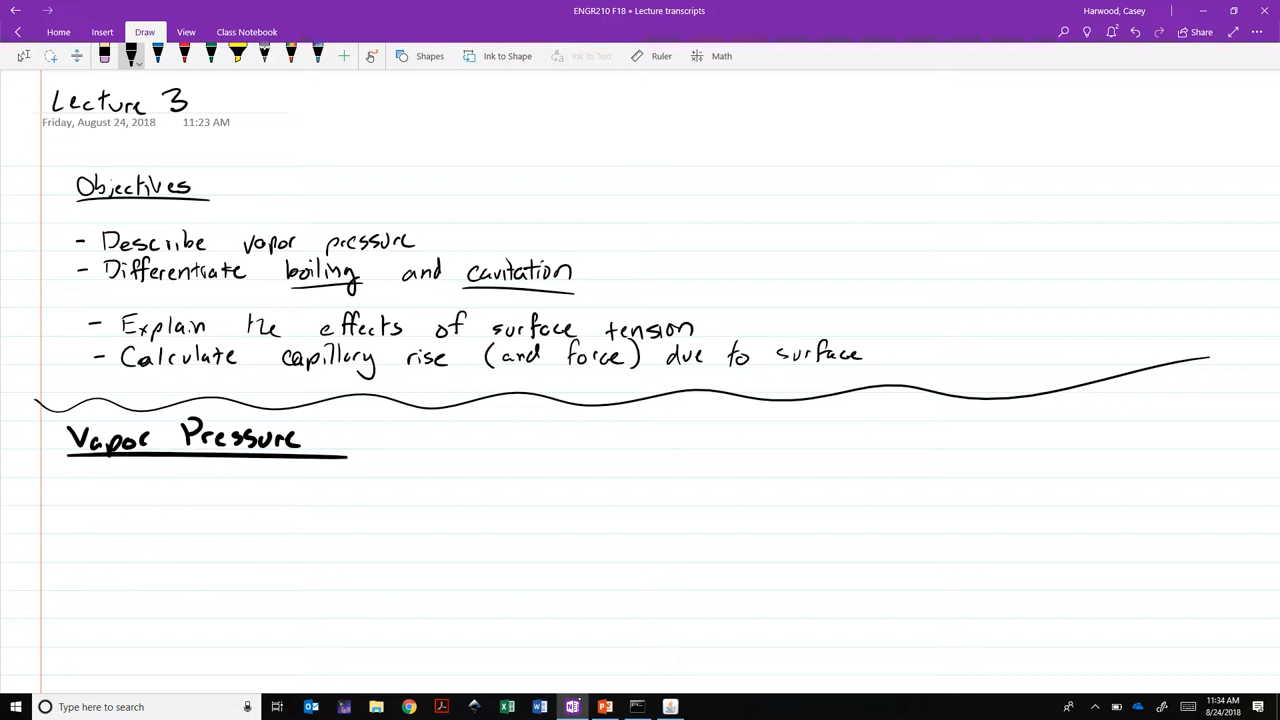 ENGR210 F18 » Lecture transcripts
Harwood, Casey
Home Insert Draw View Class Notebook
Share
Shapes Ink to Shape Ink to Text Ruler Math
Lecture 3
Friday, August 24, 2018 11:23 AM
Objectives
- Describe vapor pressure
- Differentiate boiling and cavitation
- Explain the effects of surface tension
- Calculate capillary rise (and force) due to surface
Vapor Pressure
Type here to search
11:34 AM
8/24/2018